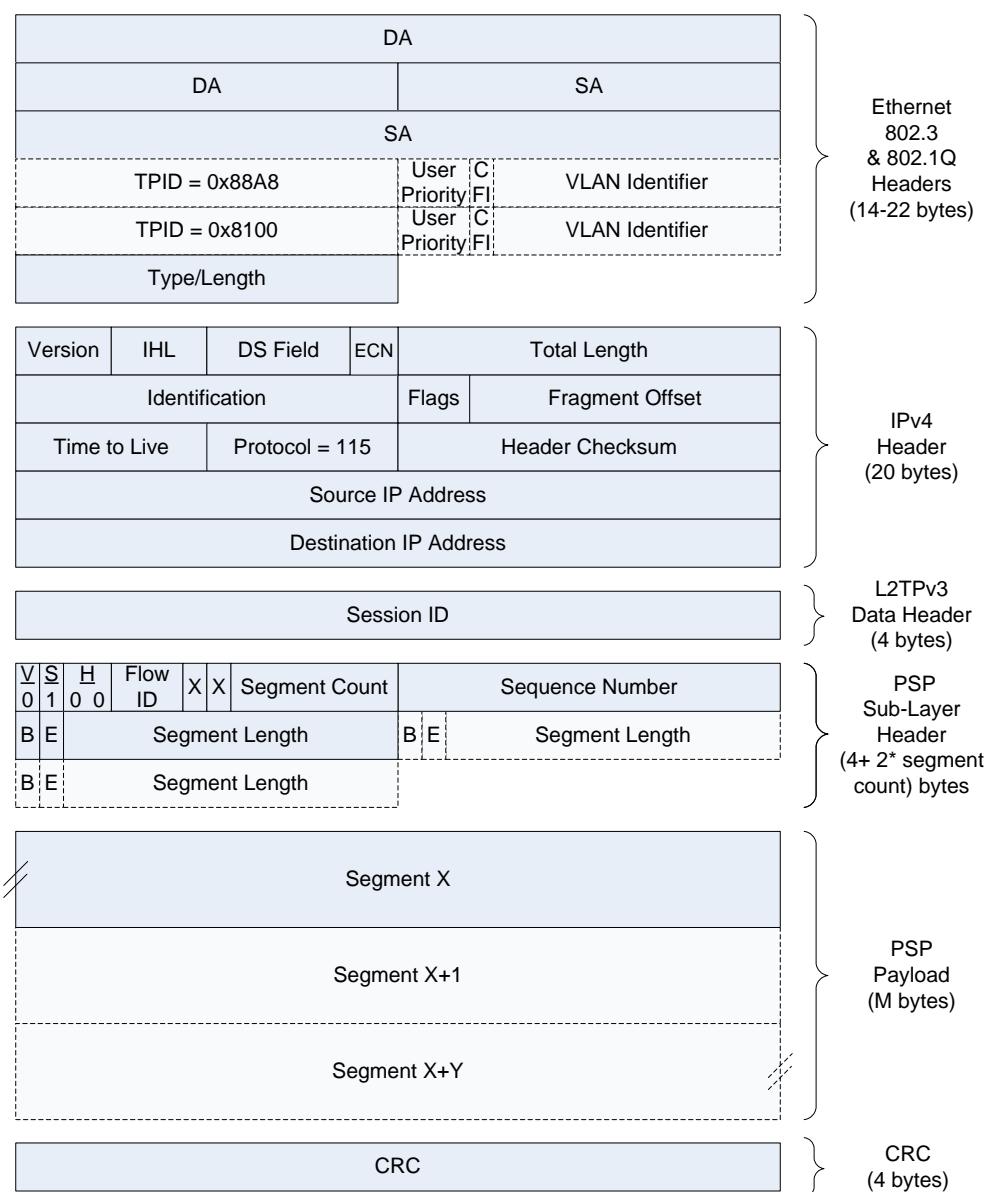 DA
DA SA
SA
TPID = 0x88A8 User Priority C FI VLAN Identifier
TPID = 0x8100 User Priority C FI VLAN Identifier
Type/Length
Ethernet
802.3
& 802.1Q
Headers
(14-22 bytes)
Version IHL DS Field ECN Total Length
Identification Flags Fragment Offset
Time to Live Protocol = 115 Header Checksum
Source IP Address
Destination IP Address
IPv4
Header
(20 bytes)
Session ID
L2TPv3
Data Header
(4 bytes)
V 0 S 1 H 0 0 Flow ID X X Segment Count Sequence Number
B E Segment Length B E Segment Length
B E Segment Length
PSP
Sub-Layer
Header
(4+ 2* segment
count) bytes
Segment X
Segment X+1
Segment X+Y
PSP
Payload
(M bytes)
CRC
CRC
(4 bytes)